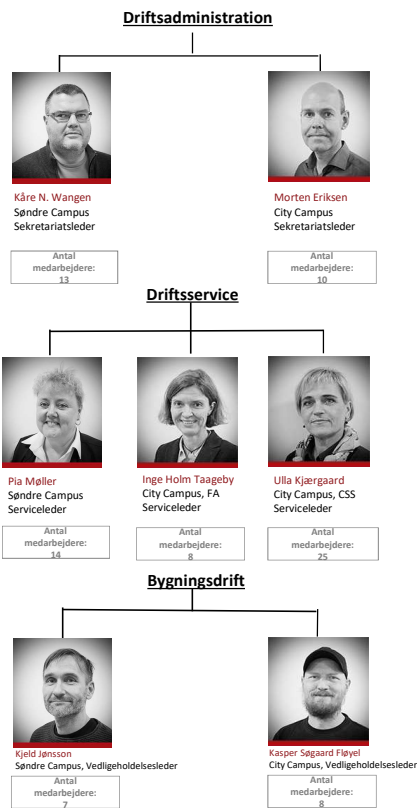 Driftsadministration
Kåre N. Wangen
Søndre Campus
Sekretariatsleder
Antal
medarbejdere:
13
Morten Eriksen
City Campus
Sekretariatsleder
Antal
medarbejdere:
10
Driftsservice
Pia Møller
Søndre Campus
Serviceleder
Antal
medarbejdere:
14
Inge Holm Taageby
City Campus, FA
Serviceleder
Antal
medarbejdere:
8
Ulla Kjærgaard
City Campus, CSS
Serviceleder
Antal
medarbejdere:
25
Bygningsdrift
Kjeld Jønsson
Søndre Campus, Vedligeholdelsesleder
Antal
medarbejdere:
7
Kasper Søgaard Fløyel
City Campus, Vedligeholdelsesleder
Antal
medarbejdere:
8